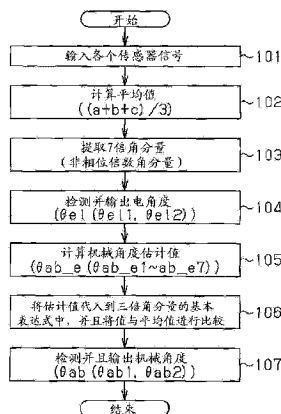 开始
输入各个传感器信号
101
计算平均值
((a+b+c)/3)
102
提取7倍角分量
(非相位倍数角分量)
103
检测并输出电角度
(θel(θel1, θel2))
104
计算机械角度估计值
(θab_e(θab_e1~ab_e7))
105
将估计值代入到三倍角分量的基本
表达式中，并且将值与平均值进行比较
106
检测并且输出机械角度
(θab(θab1, θab2))
107
结束